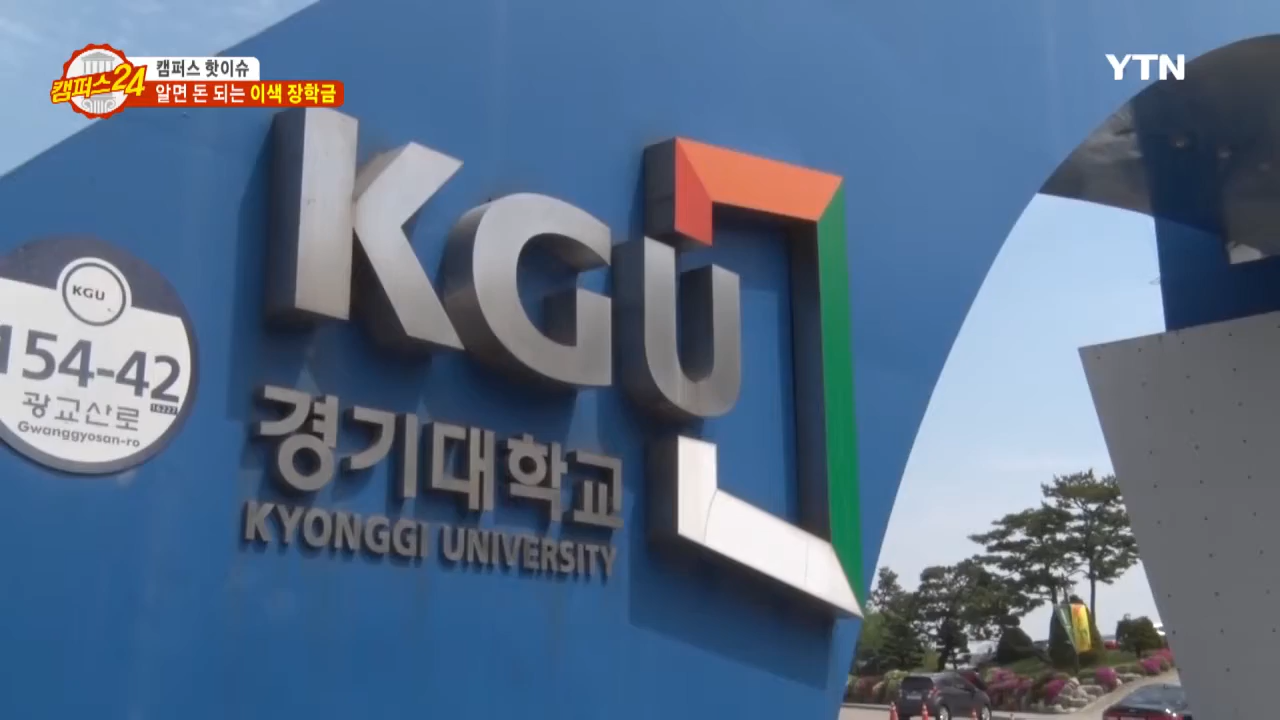 캠퍼스24
캠퍼스 핫이슈
알면 돈 되는 이색 장학금
YTN
KGU
경기대학교
KYONGGI UNIVERSITY
KGU
154-42
광교산로
16227
Gwanggyosan-ro